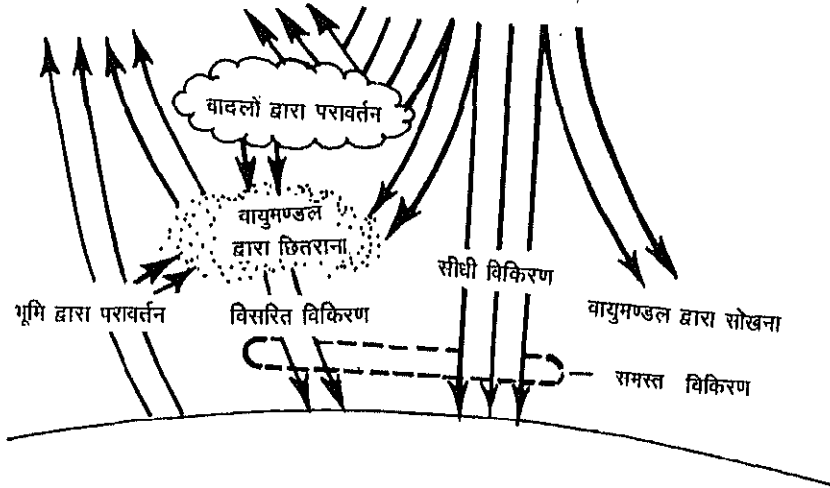 बादलों द्वारा परावर्तन
वायुमण्डल
द्वारा छितराना
सीधी विकिरण
भूमि द्वारा परावर्तन
विसरित विकिरण
वायुमण्डल द्वारा सोखना
समस्त विकिरण